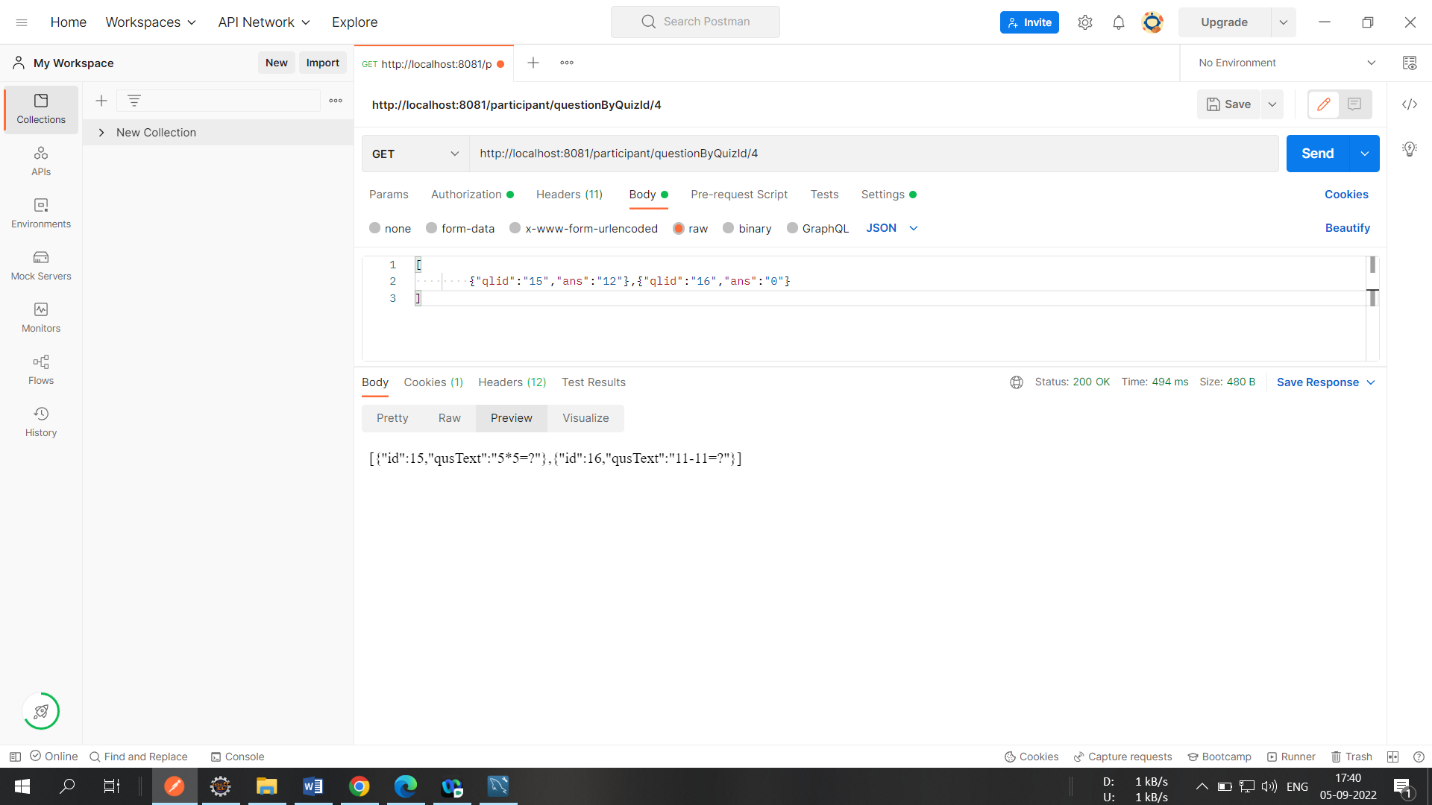 Home Workspaces API Network Explore Search Postman Invite Upgrade
My Workspace New Import GET http://localhost:8081/p No Environment
Collections
New Collection
http://localhost:8081/participant/questionByQuizId/4 Save
GET http://localhost:8081/participant/questionByQuizId/4 Send
APIs
Params Authorization Headers (11) Body Pre-request Script Tests Settings Cookies
Environments
none form-data x-www-form-urlencoded raw binary GraphQL JSON Beautify
Mock Servers
1 [
2 {"qlid":"15","ans":"12"},{"qlid":"16","ans":"0"}
3 ]
Monitors
Flows
Body Cookies (1) Headers (12) Test Results Status: 200 OK Time: 494 ms Size: 480 B Save Response
History
Pretty Raw Preview Visualize
[{"id":15,"qusText":"5*5=?"},{"id":16,"qusText":"11-11=?"}]
Online Find and Replace Console Cookies Capture requests Bootcamp Runner Trash
D: 1 kB/s
U: 1 kB/s
ENG
17:40
05-09-2022
1